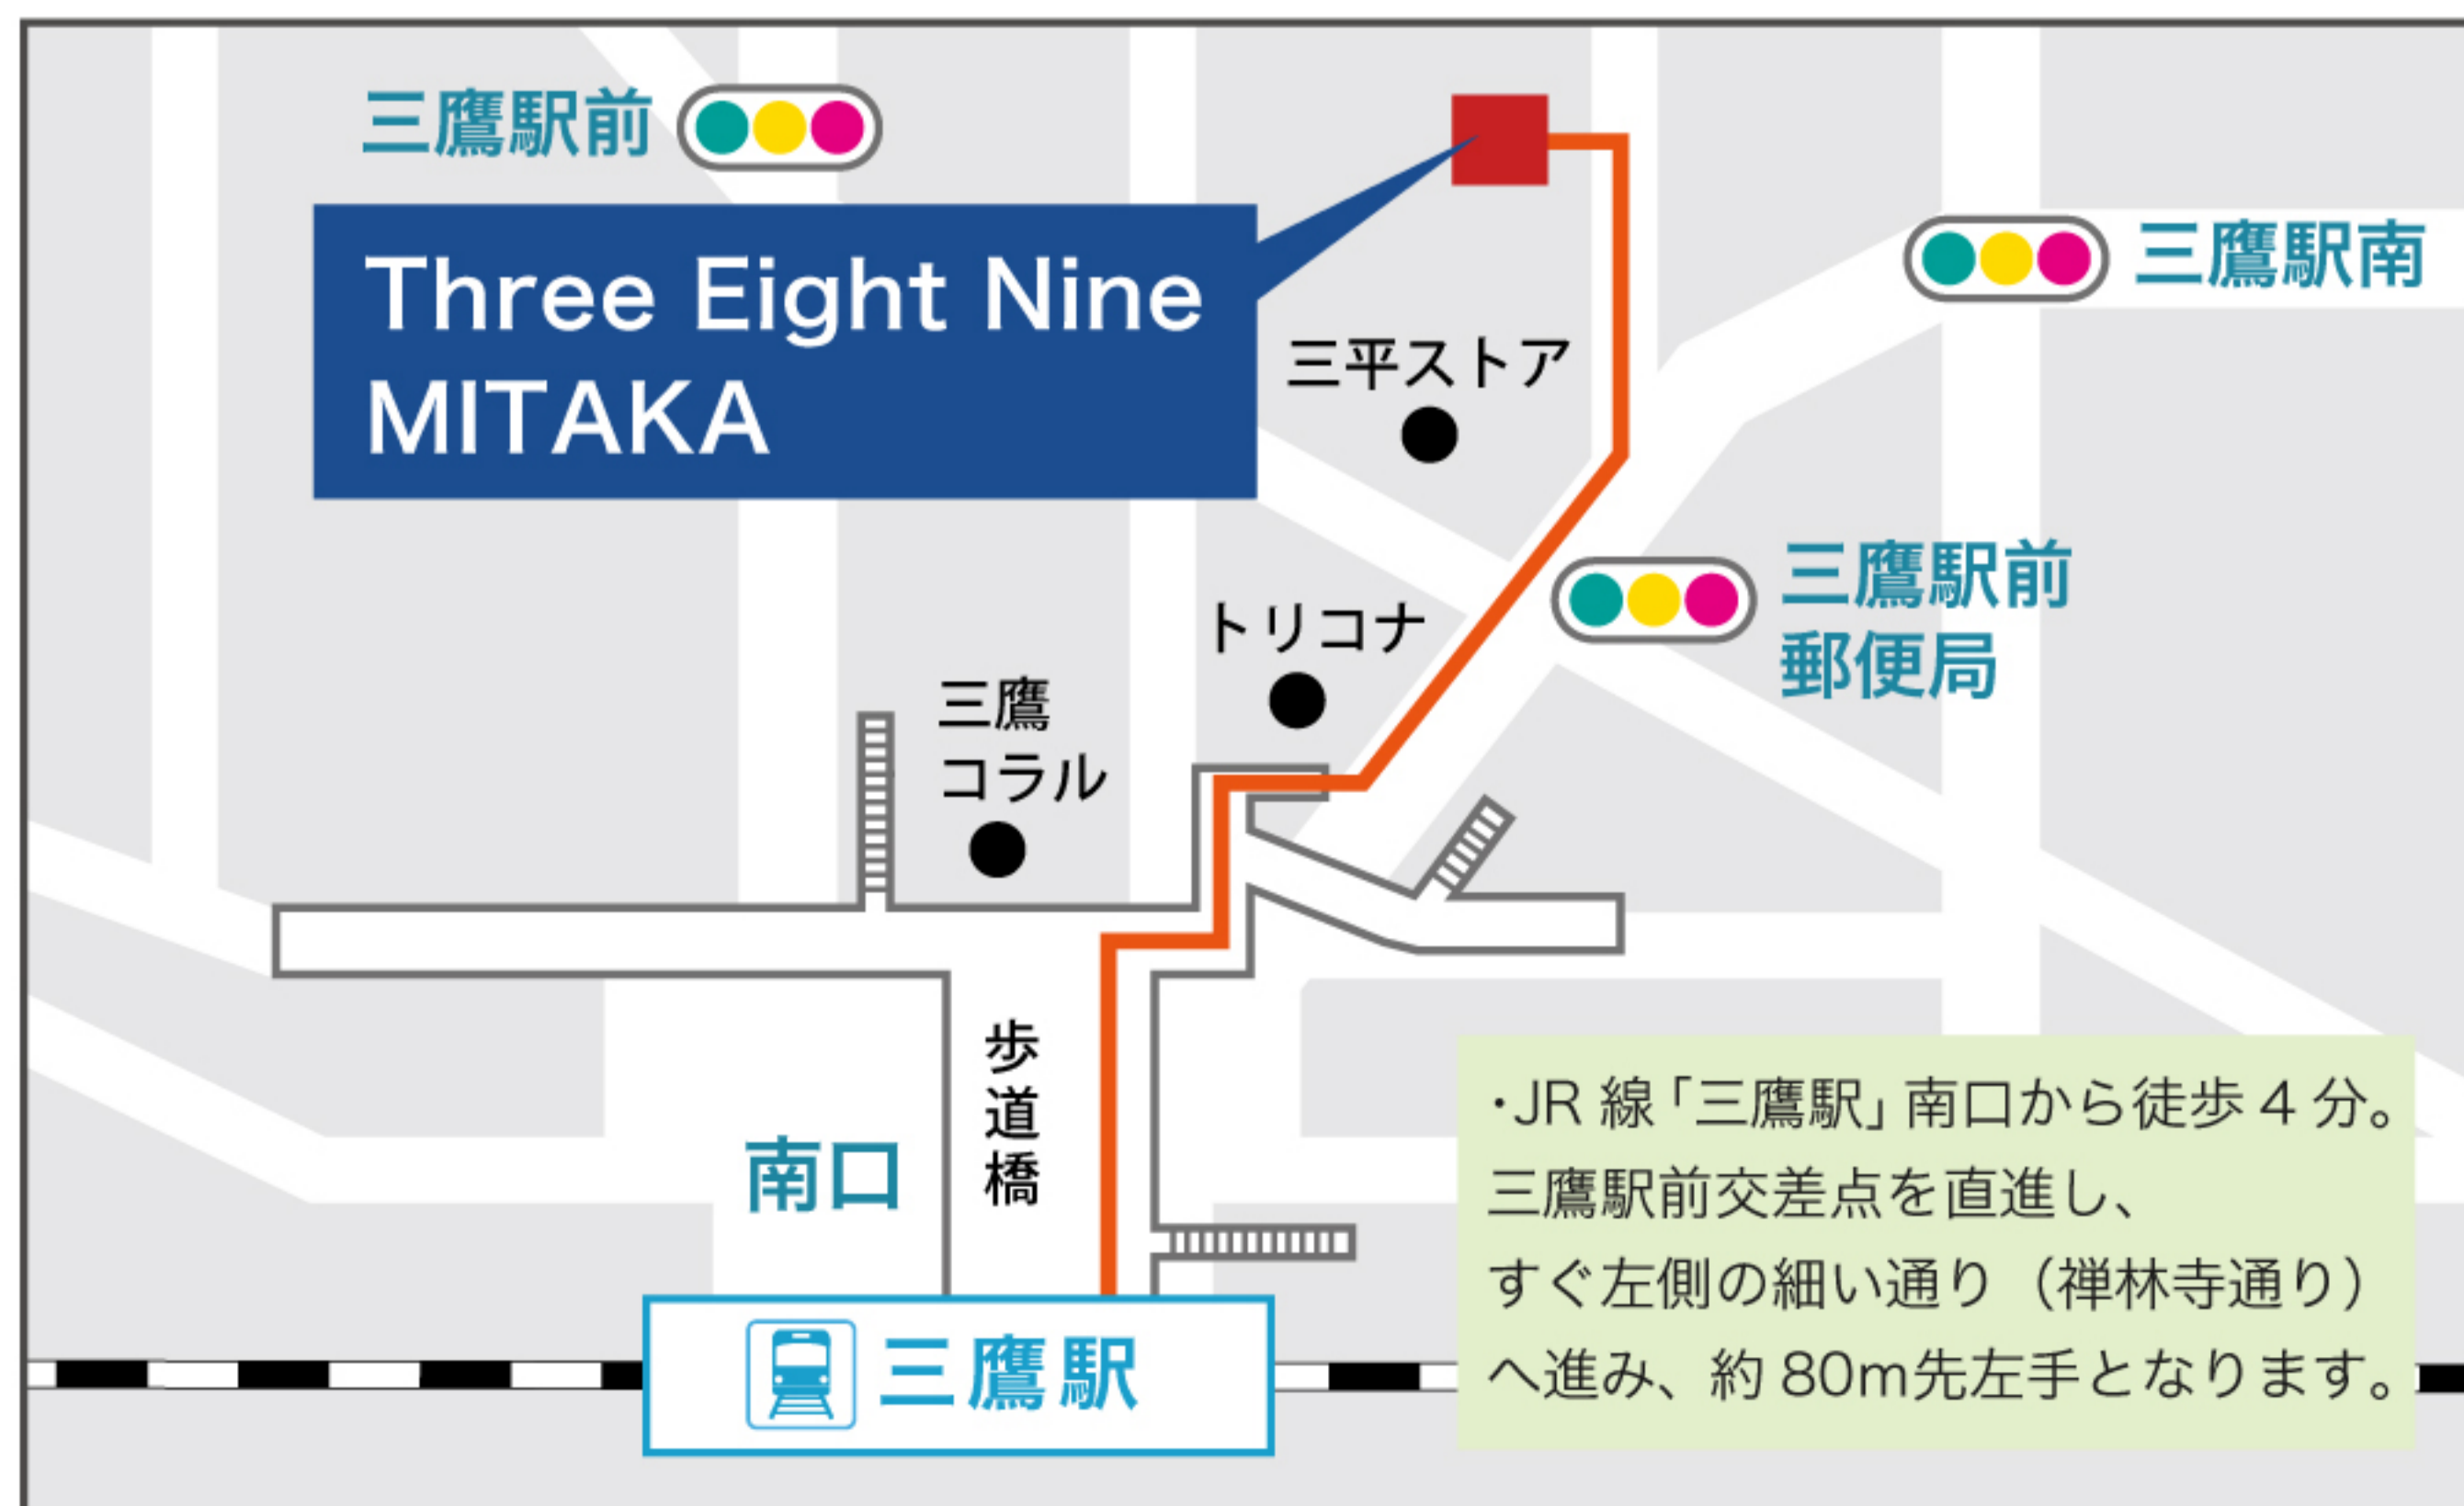 三鷹駅前
Three Eight Nine
MITAKA
三鷹駅南
三平ストア
三鷹駅前
郵便局
トリコナ
三鷹
コラル
歩道橋
南口
三鷹駅
・JR 線「三鷹駅」南口から徒歩 4 分。
三鷹駅前交差点を直進し、
すぐ左側の細い通り（禅林寺通り）
へ進み、約 80m先左手となります。